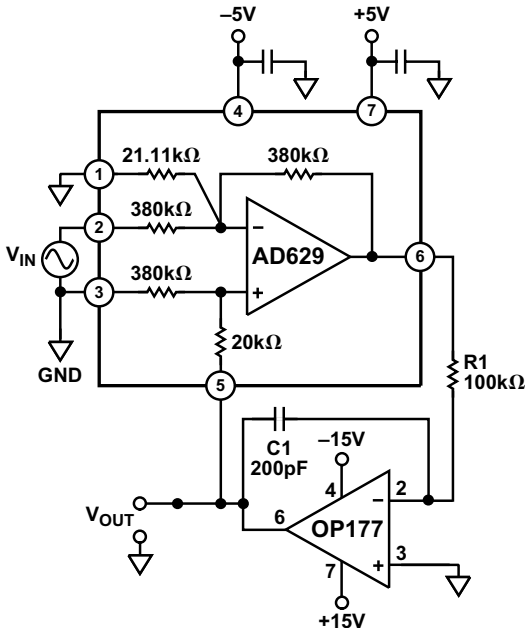 –5V
+5V
4
7
21.11kΩ
380kΩ
1
380kΩ
2
–
AD629
6
VIN
380kΩ
3
+
20kΩ
GND
R1
100kΩ
5
C1
200pF
–15V
4
–
2
VOUT
6
OP177
3
+
7
+15V